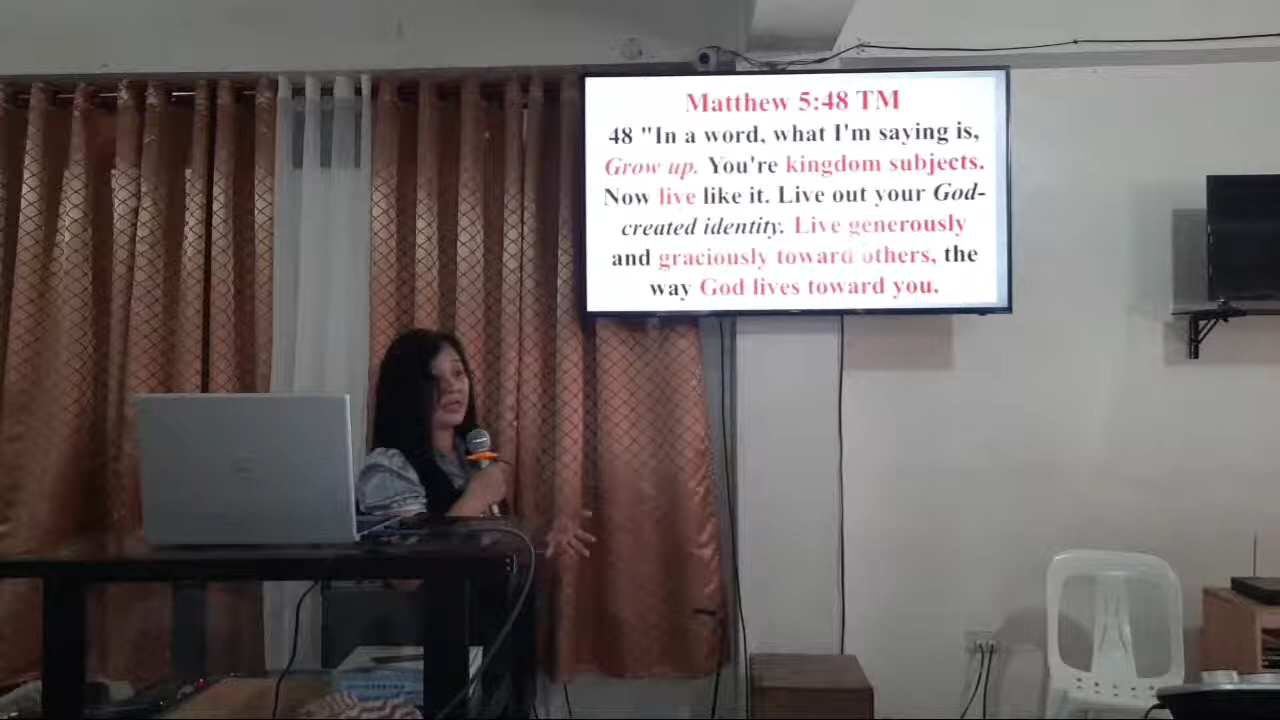 Matthew 5:48 TM
48 "In a word, what I'm saying is,
Grow up. You're kingdom subjects.
Now live like it. Live out your God-
created identity. Live generously
and graciously toward others, the
way God lives toward you.